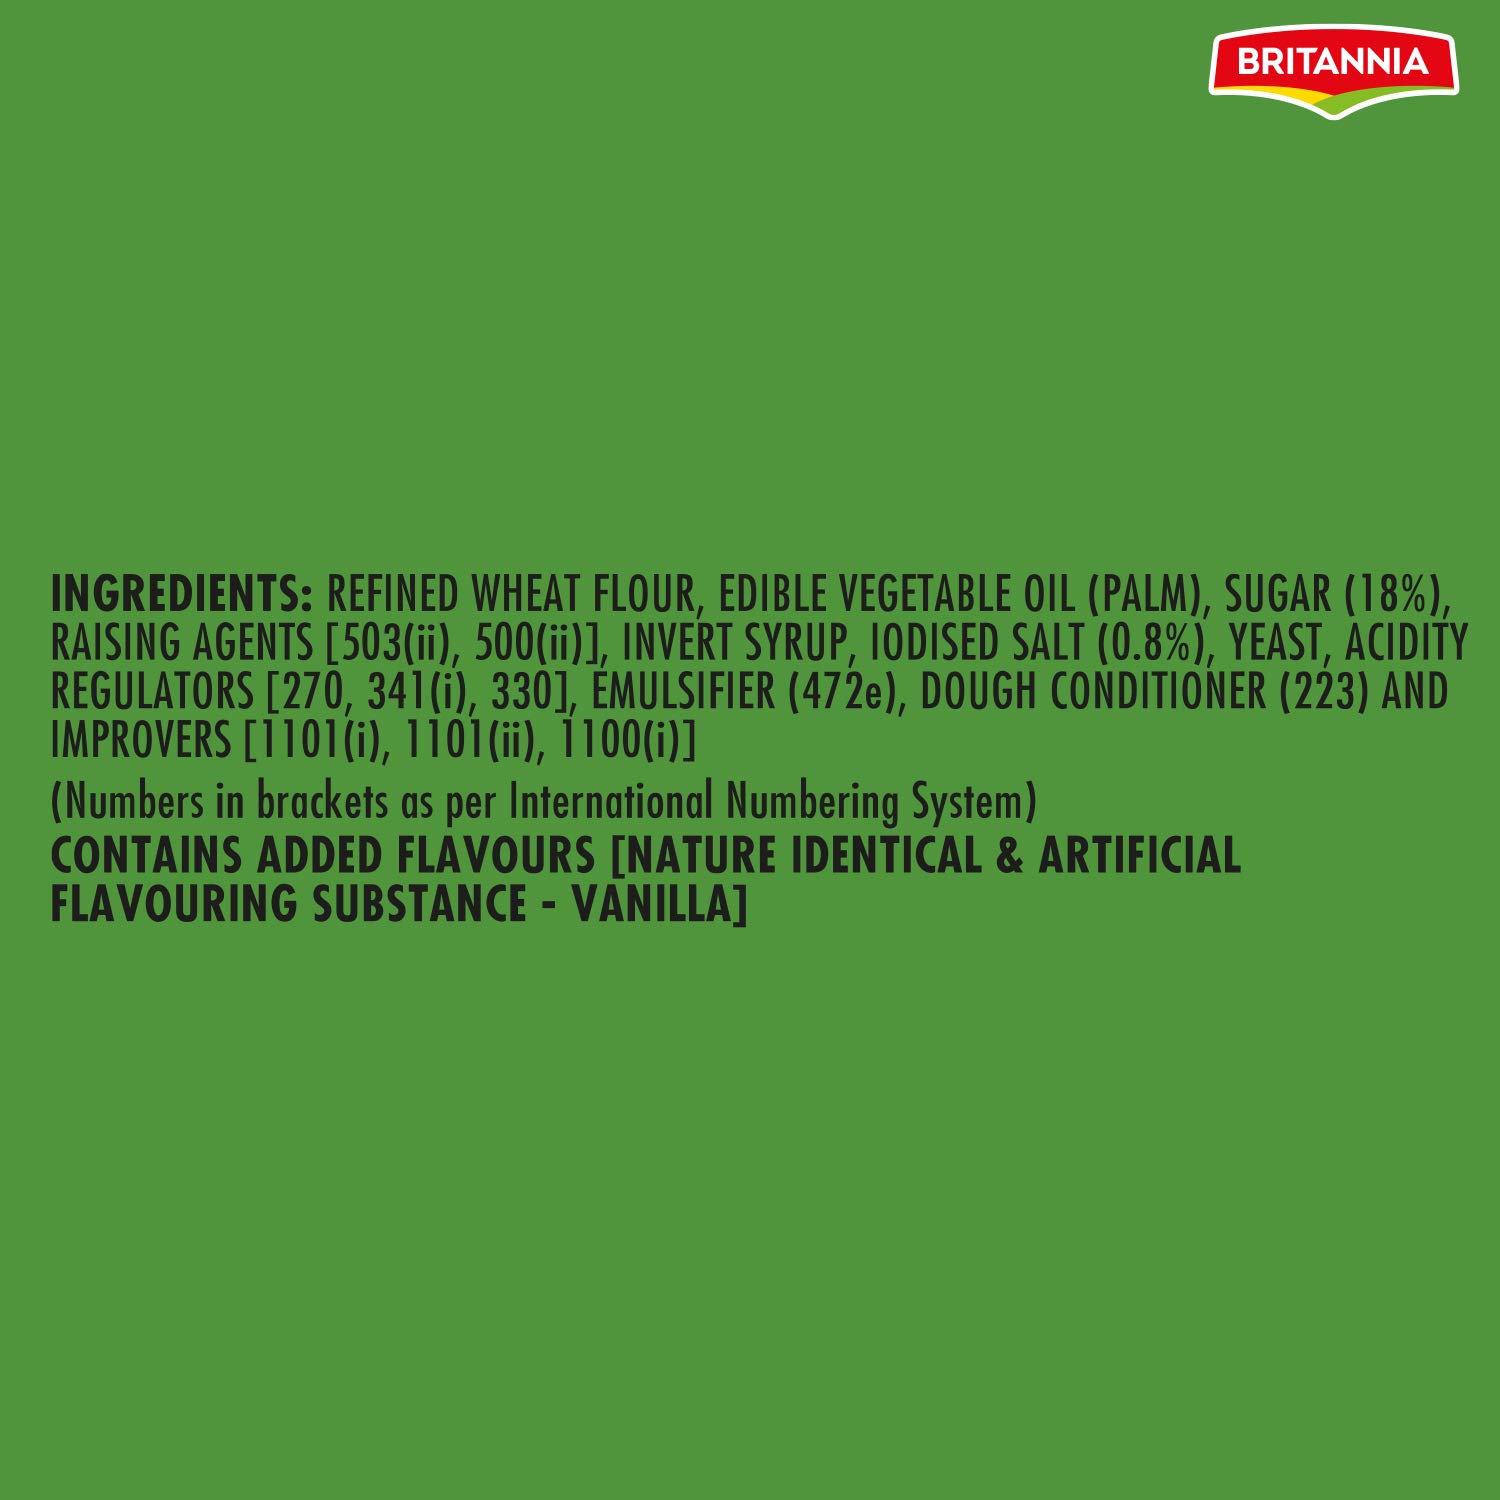 BRITANNIA
INGREDIENTS: REFINED WHEAT FLOUR, EDIBLE VEGETABLE OIL (PALM), SUGAR (18%),
RAISING AGENTS [503(ii), 500(ii)], INVERT SYRUP, IODISED SALT (0.8%), YEAST, ACIDITY
REGULATORS [270, 341(i), 330], EMULSIFIER (472e), DOUGH CONDITIONER (223) AND
IMPROVERS [1101(i), 1101(ii), 1100(i)]
(Numbers in brackets as per International Numbering System)
CONTAINS ADDED FLAVOURS [NATURE IDENTICAL & ARTIFICIAL
FLAVOURING SUBSTANCE - VANILLA]